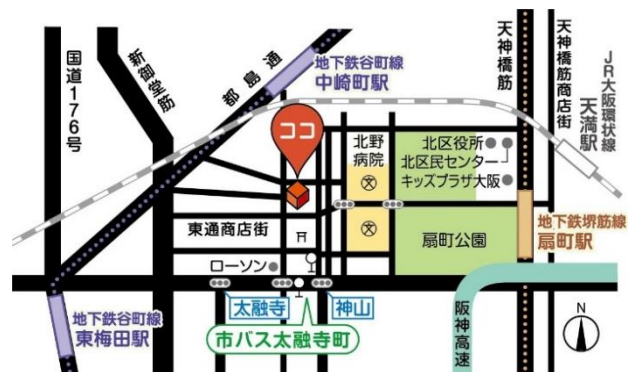 国道176号
新御堂筋
都島通
地下鉄谷町線
中崎町駅
天神橋筋
天神橋筋商店街
JR大阪環状線
天満駅
ココ
北野
病院
北区役所
北区民センター
キッズプラザ大阪
文
東通商店街
文
扇町公園
地下鉄堺筋線
扇町駅
ローソン
太融寺
神山
地下鉄谷町線
東梅田駅
市バス太融寺町
阪神高速
N